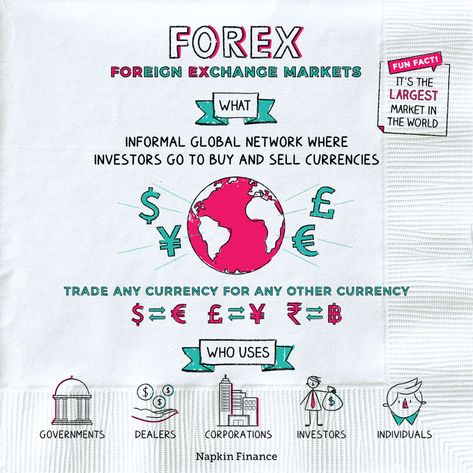 FOREX
FOREIGN EXCHANGE MARKETS
FUN FACT!
IT'S THE
LARGEST
MARKET IN
THE WORLD
WHAT
INFORMAL GLOBAL NETWORK WHERE
INVESTORS GO TO BUY AND SELL CURRENCIES
$ £
¥ €
TRADE ANY CURRENCY FOR ANY OTHER CURRENCY
$⇄€ £⇄¥ ₹⇄฿
WHO USES
$ $ $
$
GOVERNMENTS DEALERS CORPORATIONS INVESTORS INDIVIDUALS
Napkin Finance